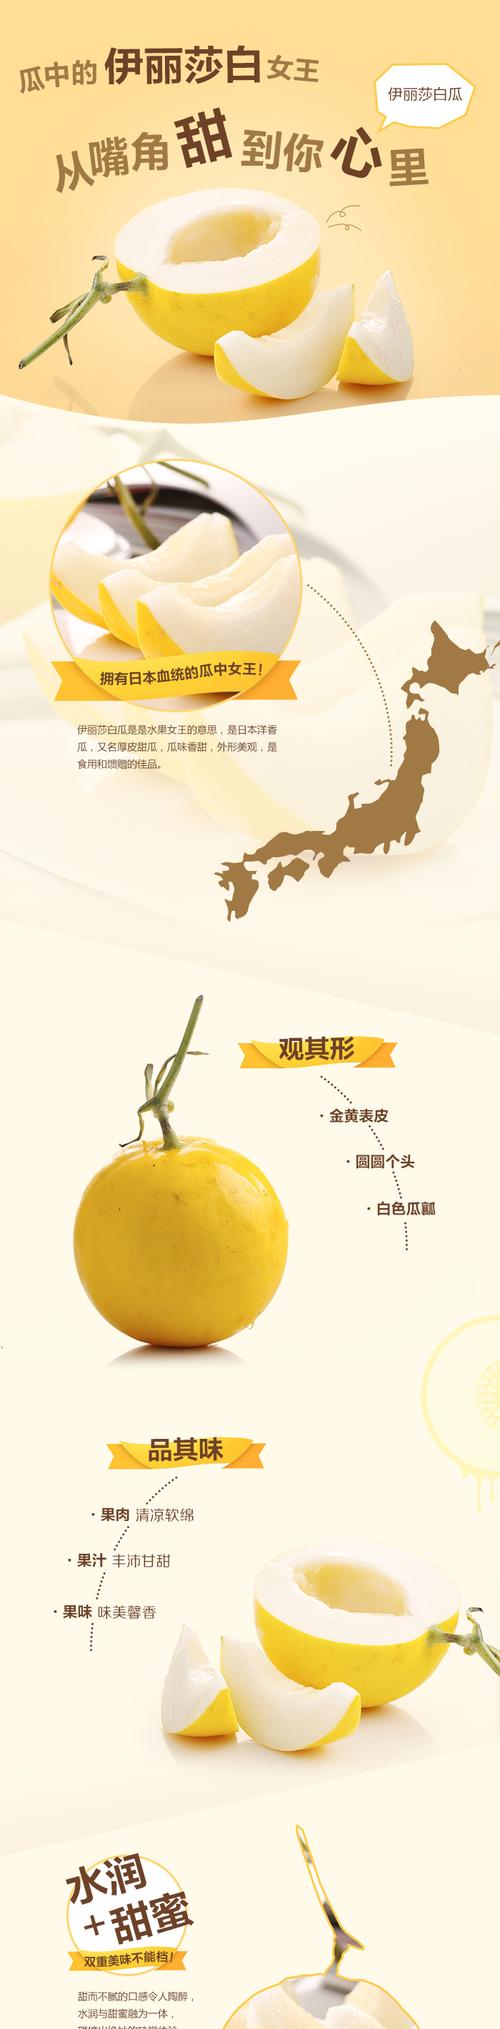 瓜中的伊丽莎白女王
伊丽莎白瓜
从嘴角甜到你心里
拥有日本血统的瓜中女王！
伊丽莎白瓜是是水果女王的意思，是日本洋香
瓜，又名厚皮甜瓜，瓜味香甜，外形美观，是
食用和馈赠的佳品。
观其形
·金黄表皮
·圆圆个头
·白色瓜瓤
品其味
·果肉 清凉软绵
·果汁 丰沛甘甜
·果味 味美馨香
水润
+甜蜜
双重美味不能档！
甜而不腻的口感令人陶醉，
水润与甜蜜融为一体，